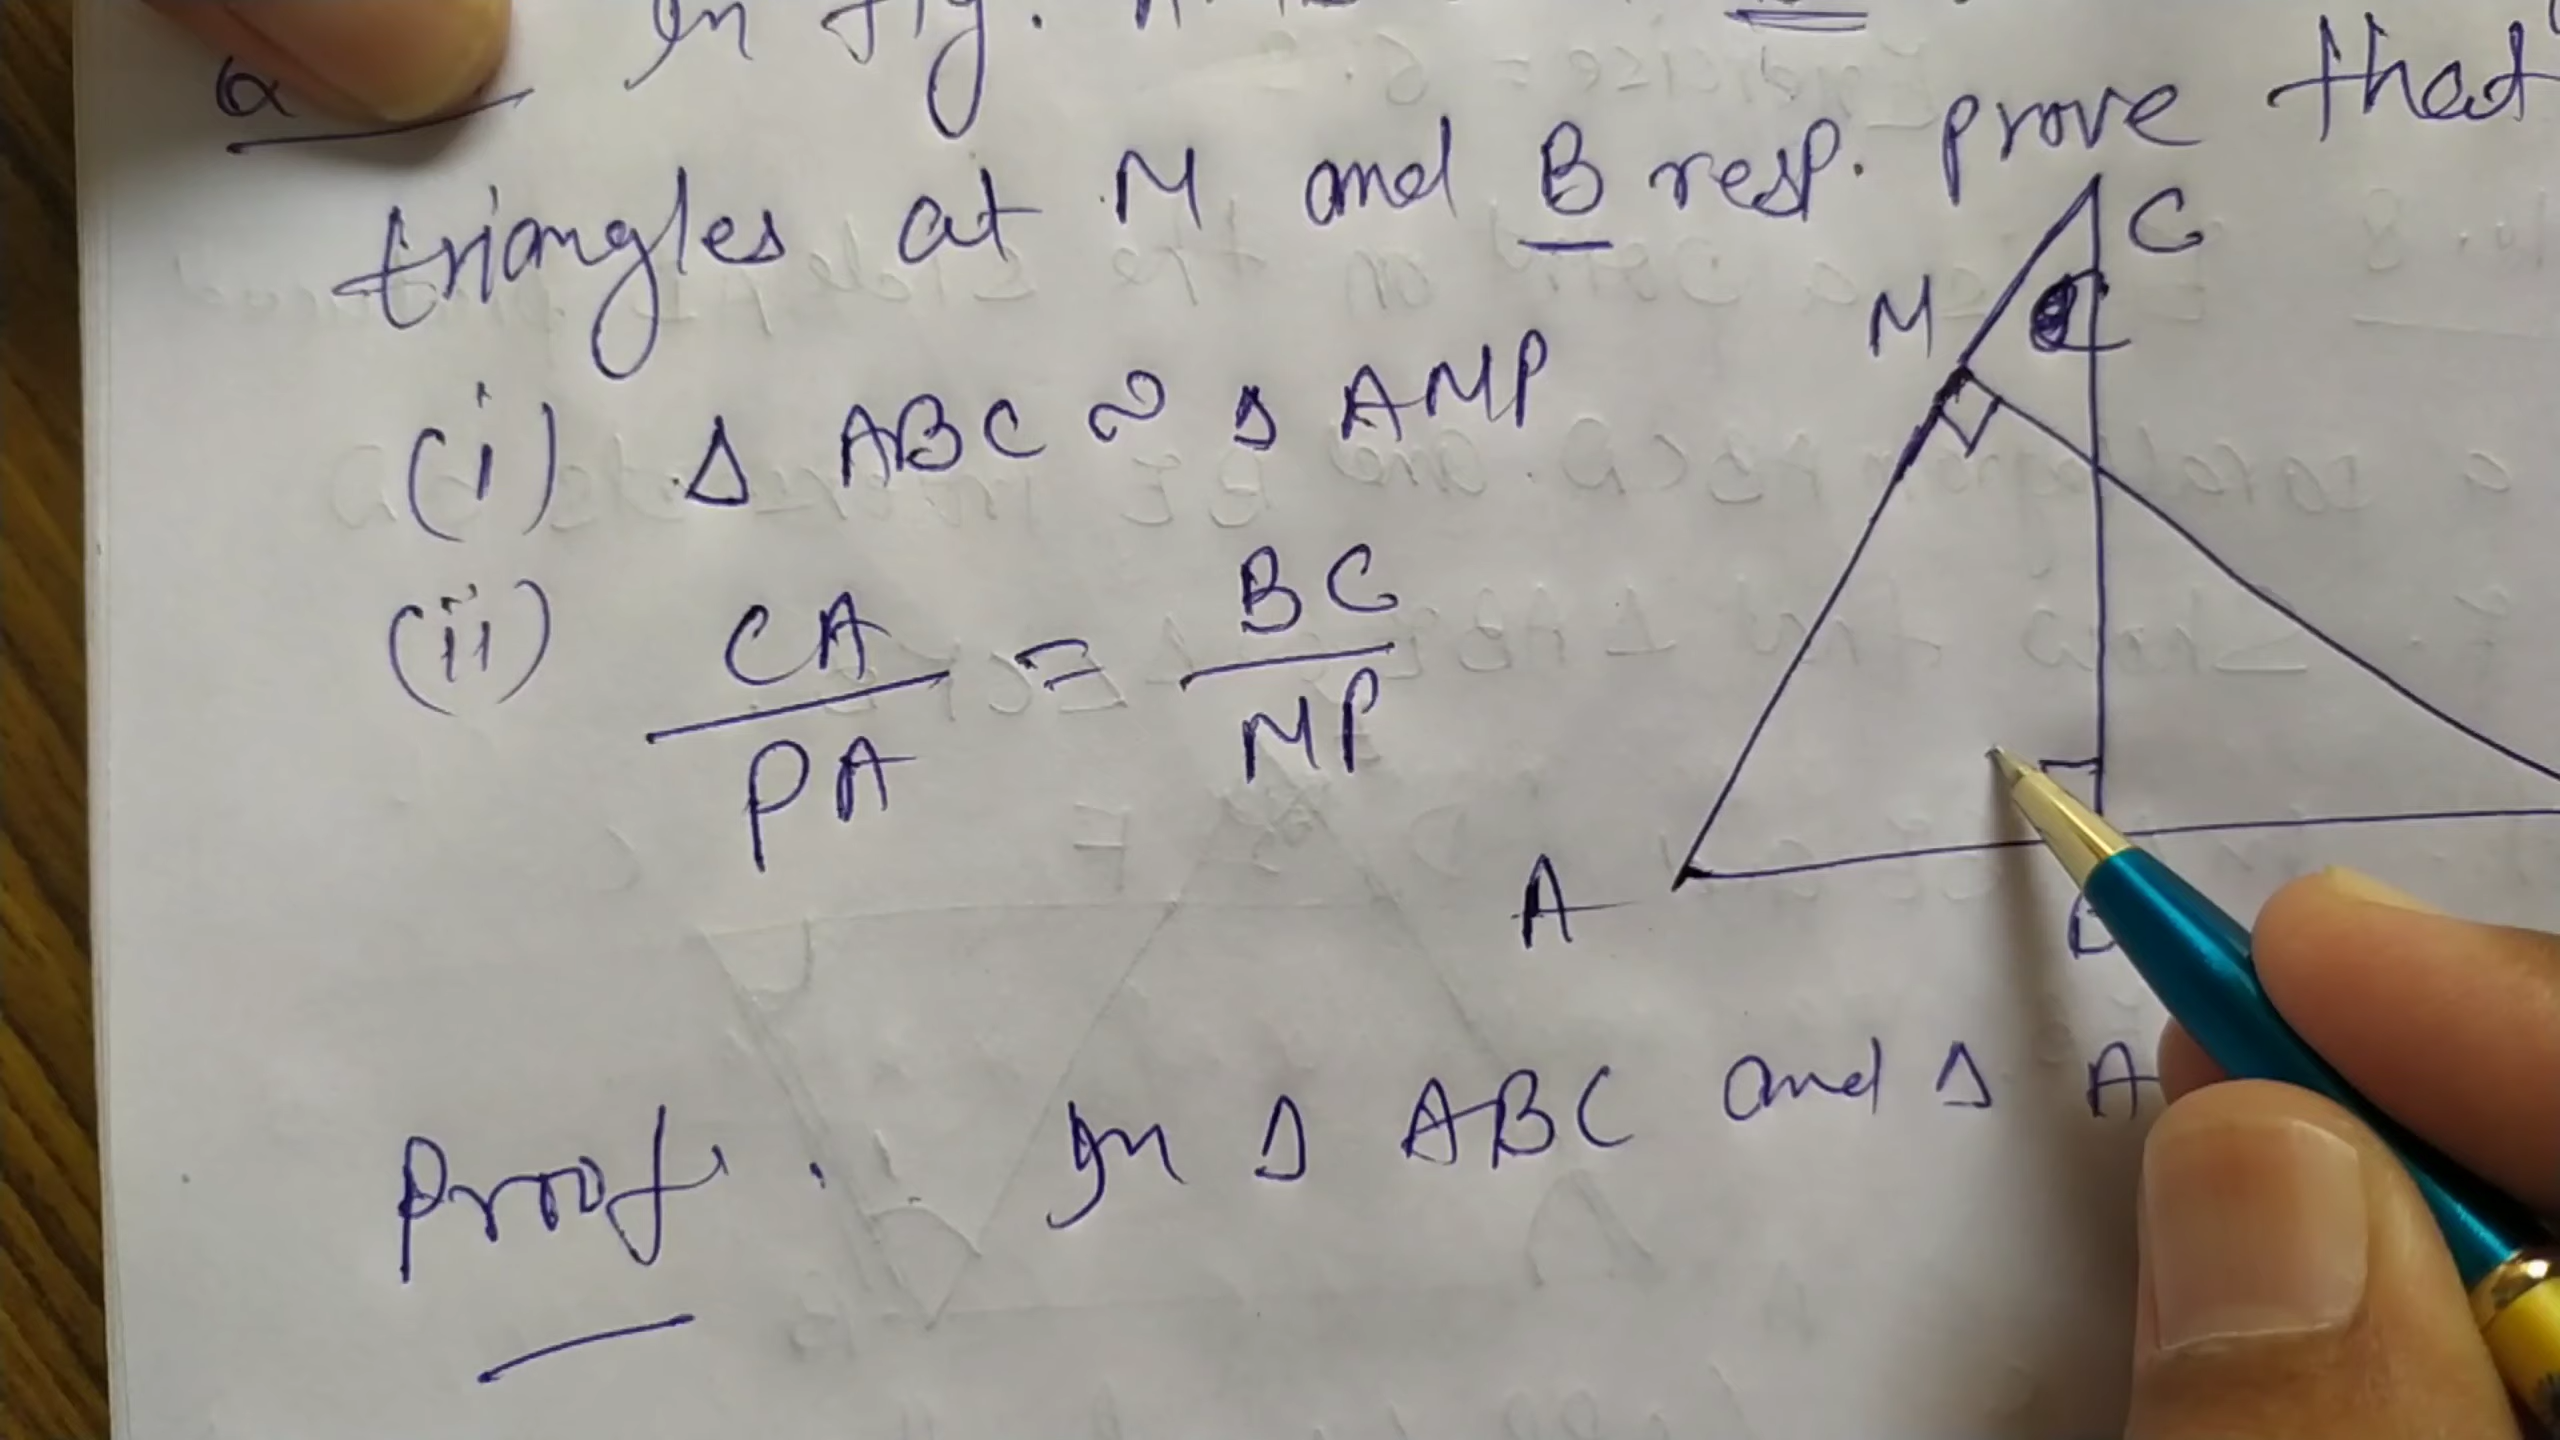 Q
In fig.
triangles at M and B resp. prove that
(i) Δ ABC ~ Δ AMP
(ii) CA/PA = BC/MP
C
M
A
Proof. In Δ ABC and Δ A